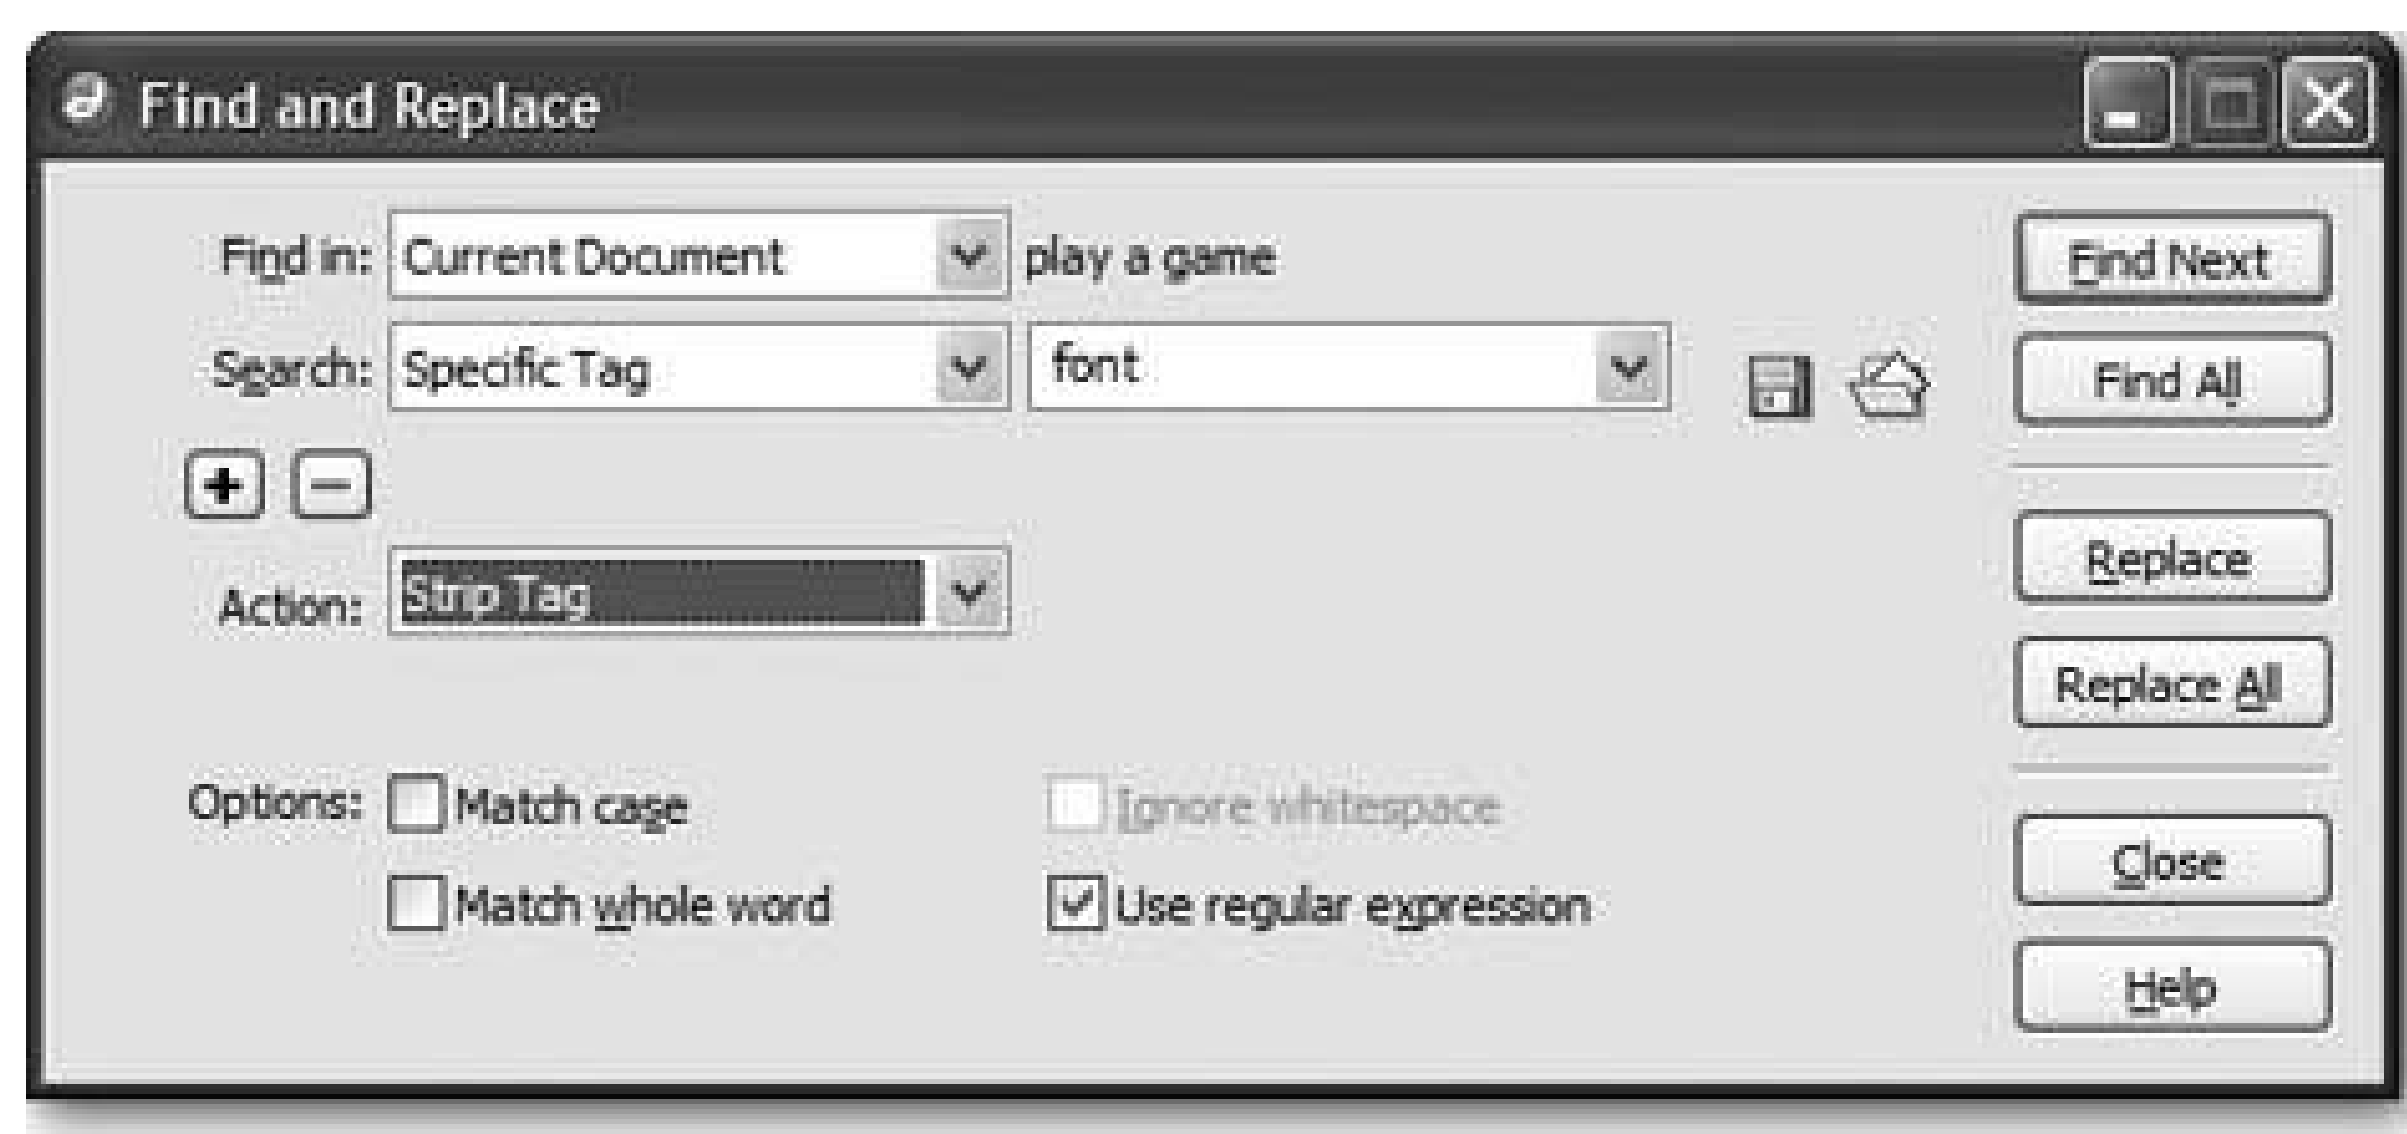 Find and Replace
Find in: Current Document play a game Find Next
Search: Specific Tag font Find All
Action: Strip Tag Replace
Replace All
Options: Match case Ignore whitespace
Close
Match whole word Use regular expression
Help